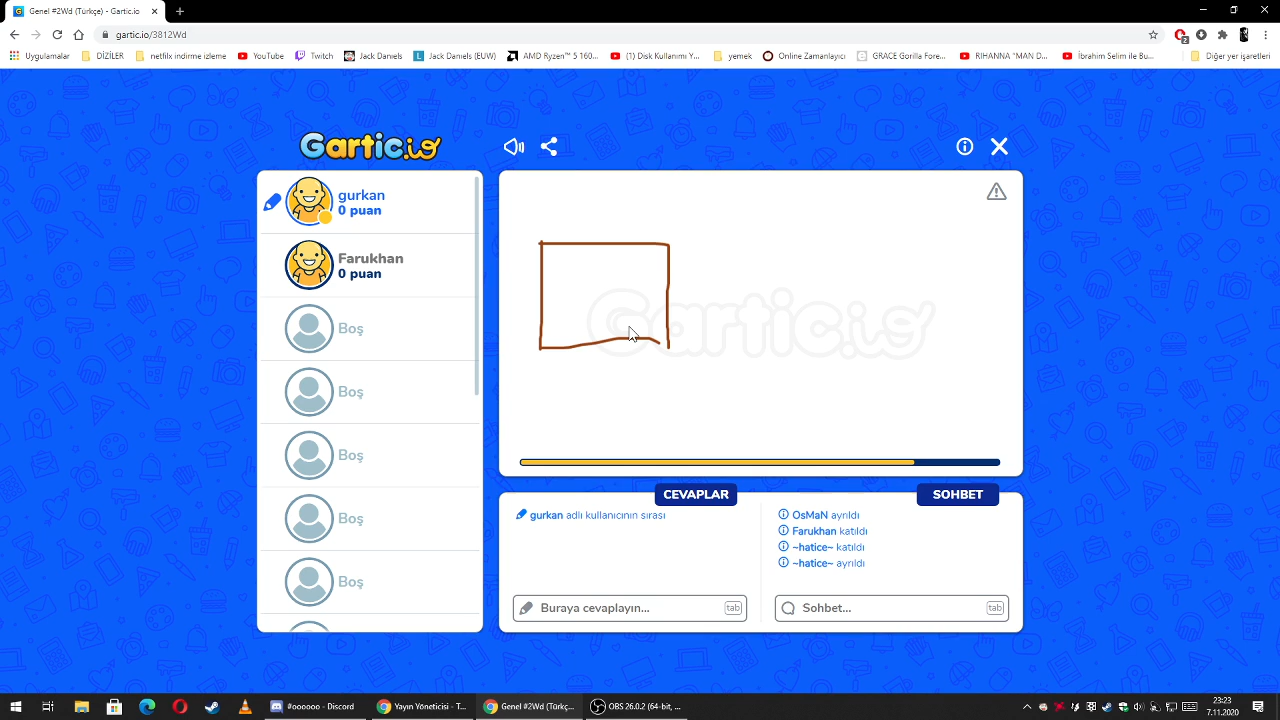 Genel #2Wd (Türkçe) - Gartic.io
gartic.io/3812Wd
2
Uygulamalar
DİZİLER
netflix indirme izleme
YouTube
Twitch
Jack Daniels
Jack Daniels (EUW)
AMD Ryzen™ 5 160...
(1) Disk Kullanımı Y...
yemek
Online Zamanlayıcı
GRACE Gorilla Fore...
RIHANNA "MAN D...
İbrahim Selim ile Bu...
Diğer yer işaretleri
Gartic.io
gurkan
0 puan
Farukhan
0 puan
Boş
Boş
Boş
Boş
Boş
Gartic.io
CEVAPLAR
gurkan adlı kullanıcının sırası
Buraya cevaplayın...
tab
SOHBET
OsMaN ayrıldı
Farukhan katıldı
~hatice~ katıldı
~hatice~ ayrıldı
Sohbet...
tab
#oooooo - Discord
Yayın Yöneticisi - T...
Genel #2Wd (Türkç...
OBS 26.0.2 (64-bit, ...
23:23
7.11.2020